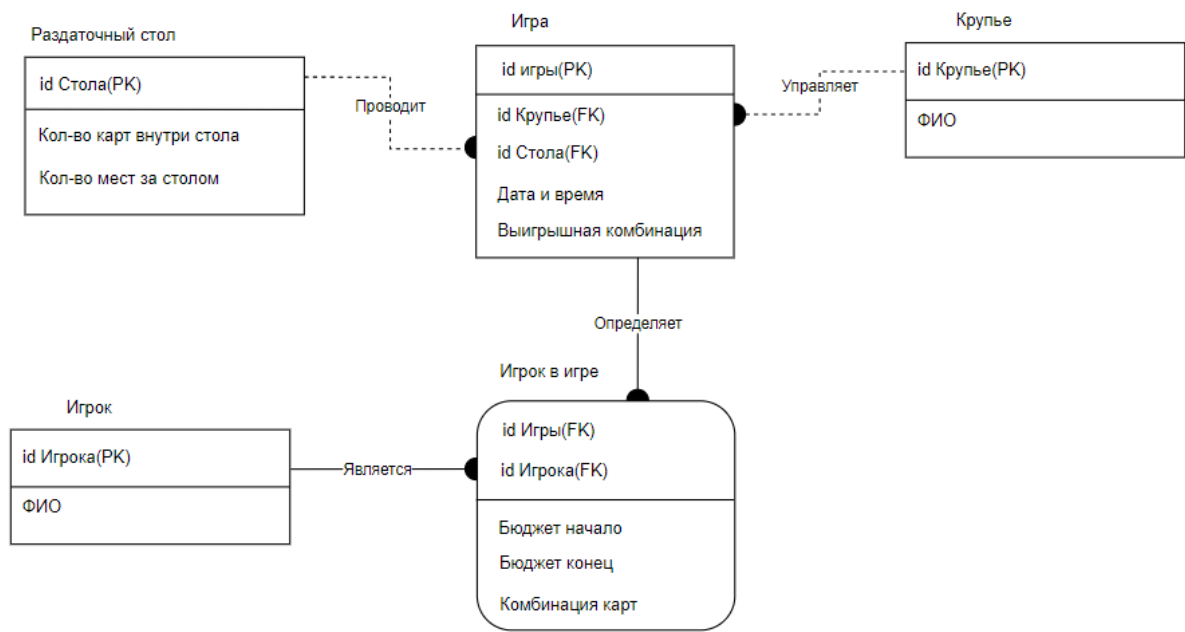 Раздаточный стол
id Стола(PK)
Кол-во карт внутри стола
Кол-во мест за столом
Проводит
Игра
id игры(PK)
id Крупье(FK)
id Стола(FK)
Дата и время
Выигрышная комбинация
Управляет
Крупье
id Крупье(PK)
ФИО
Определяет
Игрок
id Игрока(PK)
ФИО
Является
Игрок в игре
id Игры(FK)
id Игрока(FK)
Бюджет начало
Бюджет конец
Комбинация карт